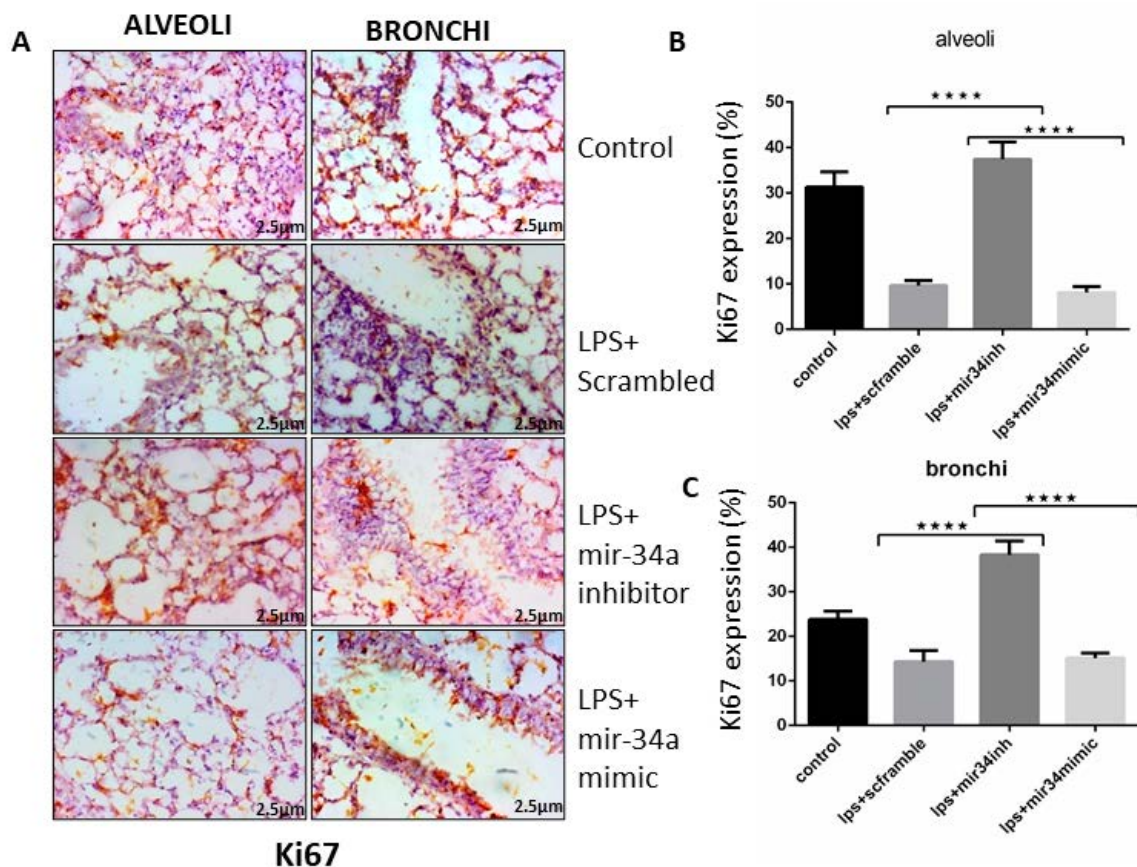 A
ALVEOLI
BRONCHI
2.5µm
2.5µm
Control
2.5µm
2.5µm
LPS+
Scrambled
2.5µm
2.5µm
LPS+
mir-34a
inhibitor
2.5µm
2.5µm
LPS+
mir-34a
mimic
Ki67
B
alveoli
Ki67 expression (%)
50
40
30
20
10
0
★★★★
★★★★
control
lps+scframble
lps+mir34inh
lps+mir34mimic
C
bronchi
Ki67 expression (%)
50
40
30
20
10
0
★★★★
★★★★
control
lps+scframble
lps+mir34inh
lps+mir34mimic